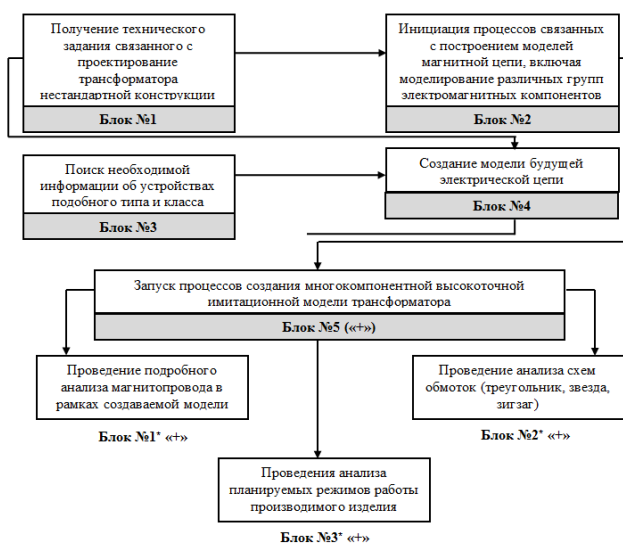 Получение технического
задания связанного с
проектирование
трансформатора
нестандартной конструкции
Блок №1
Инициация процессов связанных
с построением моделей
магнитной цепи, включая
моделирование различных групп
электромагнитных компонентов
Блок №2
Поиск необходимой
информации об устройствах
подобного типа и класса
Блок №3
Создание модели будущей
электрической цепи
Блок №4
Запуск процессов создания многокомпонентной высокоточной
имитационной модели трансформатора
Блок №5 («+»)
Проведение подробного
анализа магнитопровода в
рамках создаваемой модели
Блок №1* «+»
Проведение анализа схем
обмоток (треугольник, звезда,
зигзаг)
Блок №2* «+»
Проведения анализа
планируемых режимов работы
производимого изделия
Блок №3* «+»